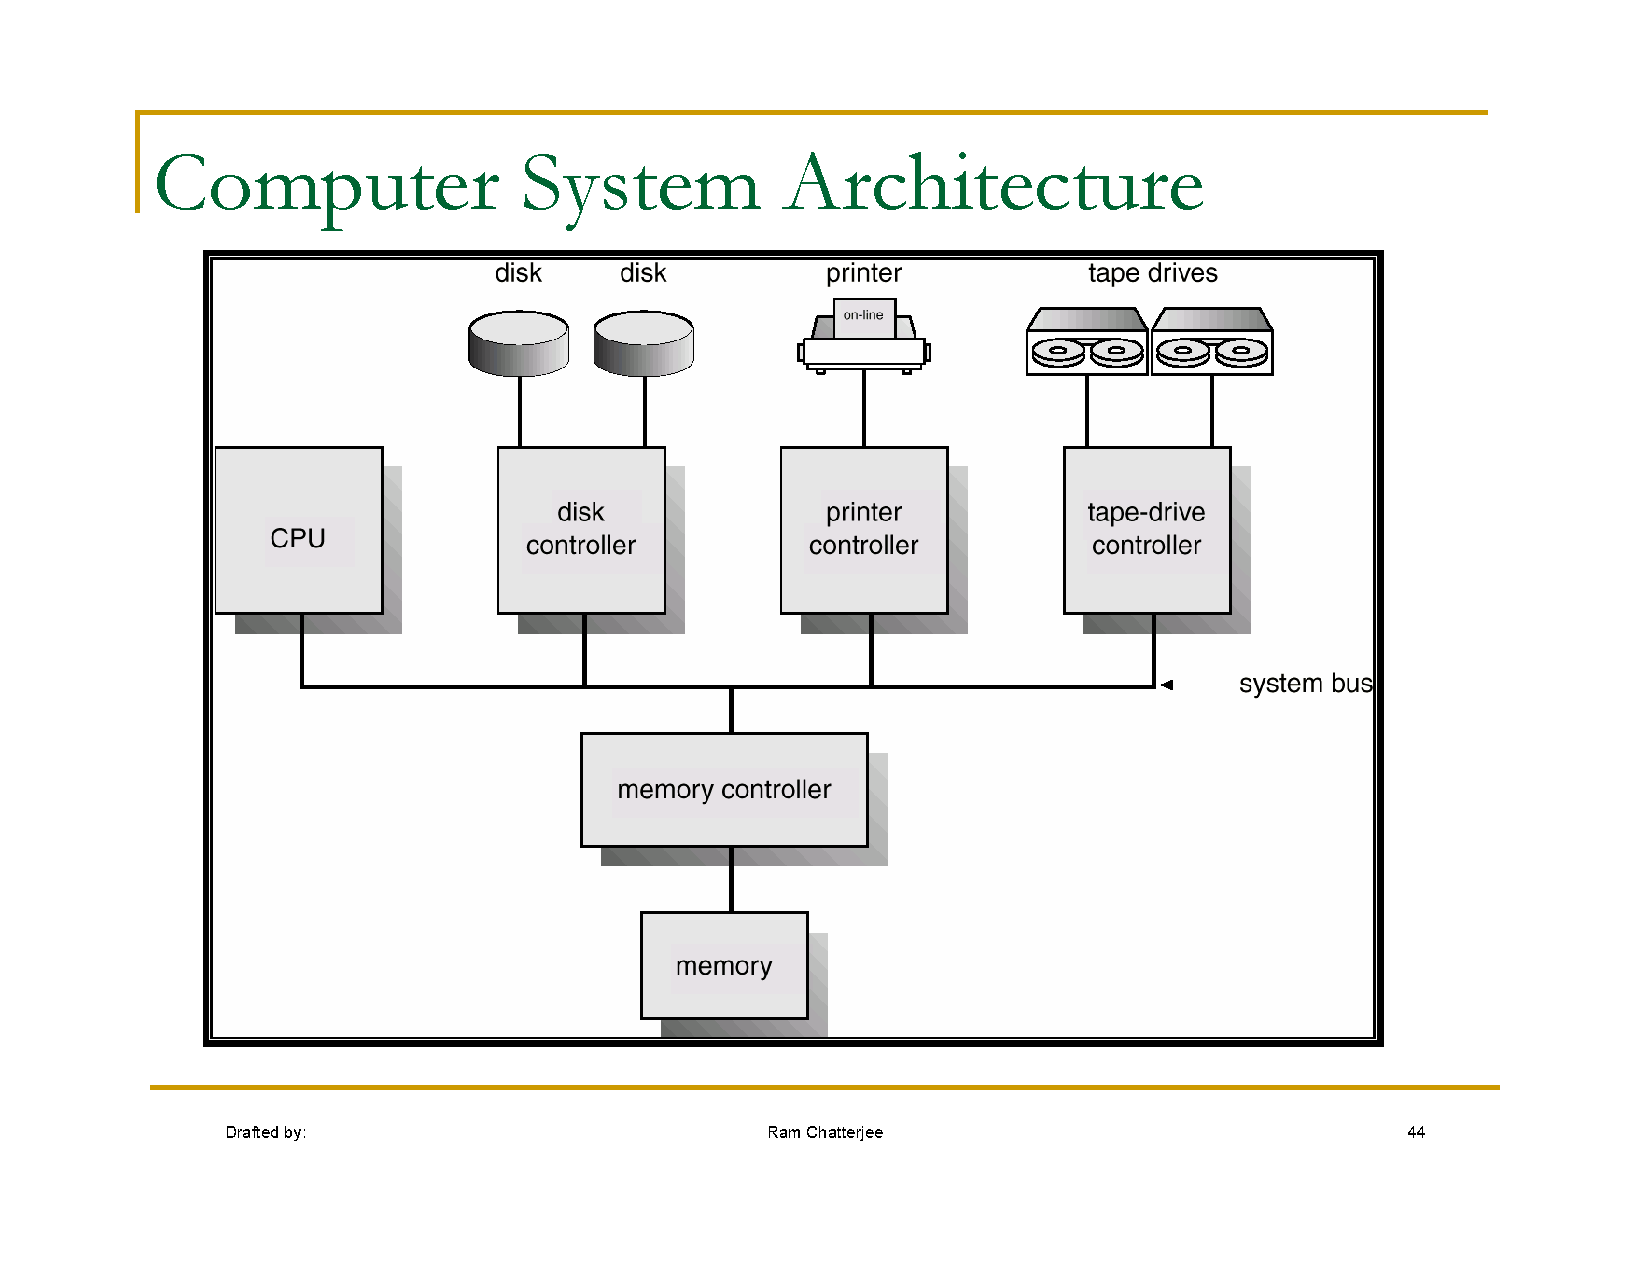 Computer System Architecture
disk disk printer tape drives
on-line
CPU
disk
controller
printer
controller
tape-drive
controller
system bus
memory controller
memory
Drafted by: Ram Chatterjee 44